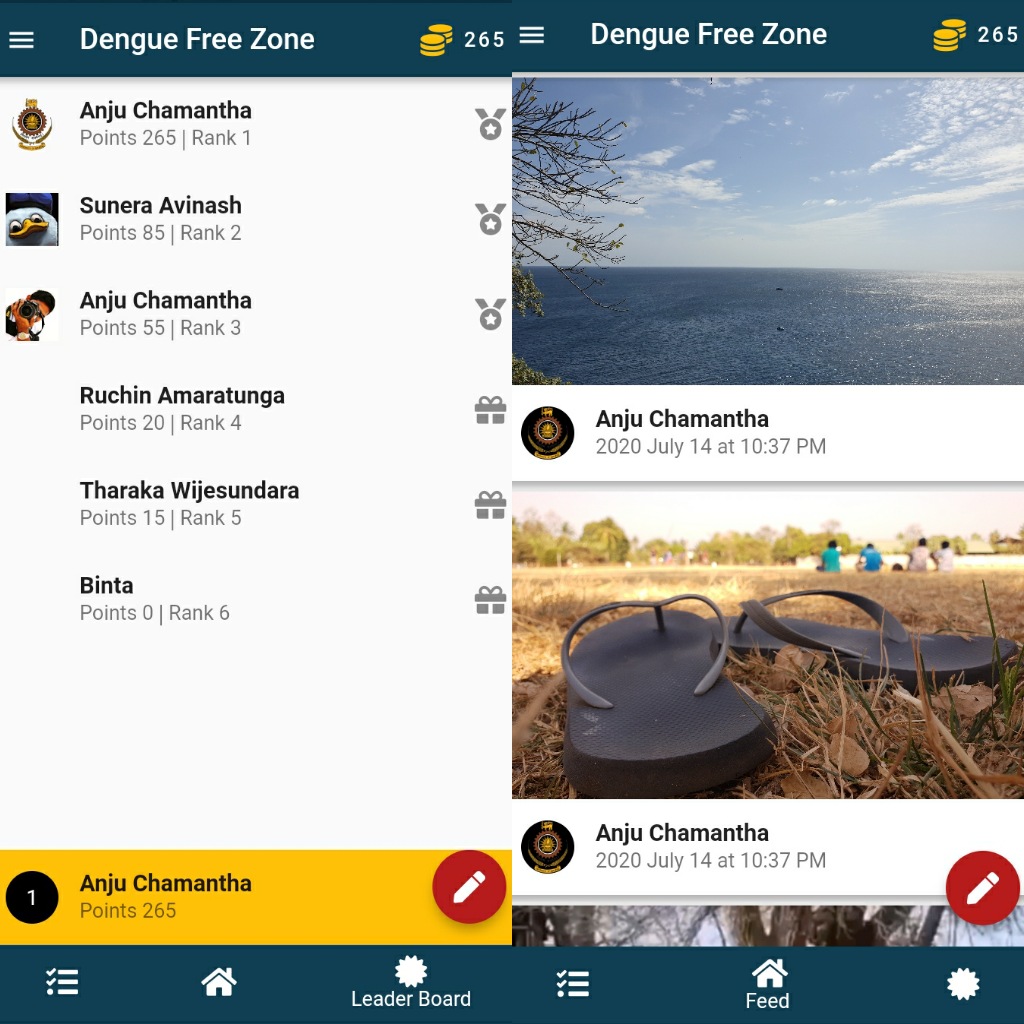 Dengue Free Zone
265
Anju Chamantha
Points 265 | Rank 1
Sunera Avinash
Points 85 | Rank 2
Anju Chamantha
Points 55 | Rank 3
Ruchin Amaratunga
Points 20 | Rank 4
Tharaka Wijesundara
Points 15 | Rank 5
Binta
Points 0 | Rank 6
1
Anju Chamantha
Points 265
Leader Board
Dengue Free Zone
265
Anju Chamantha
2020 July 14 at 10:37 PM
Anju Chamantha
2020 July 14 at 10:37 PM
Feed